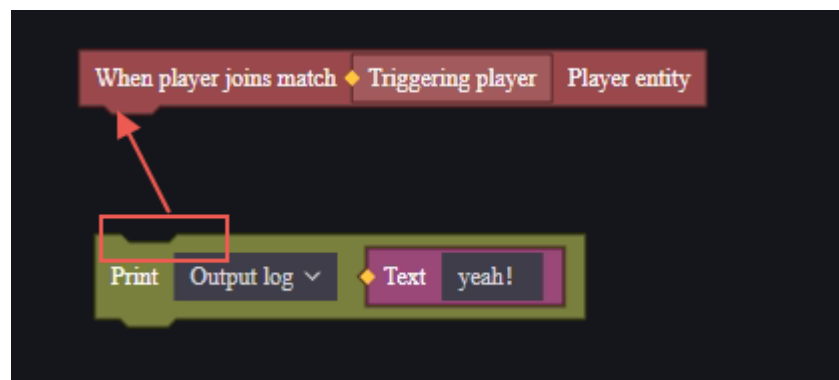 When player joins match Triggering player Player entity
Print Output log Text yeah!